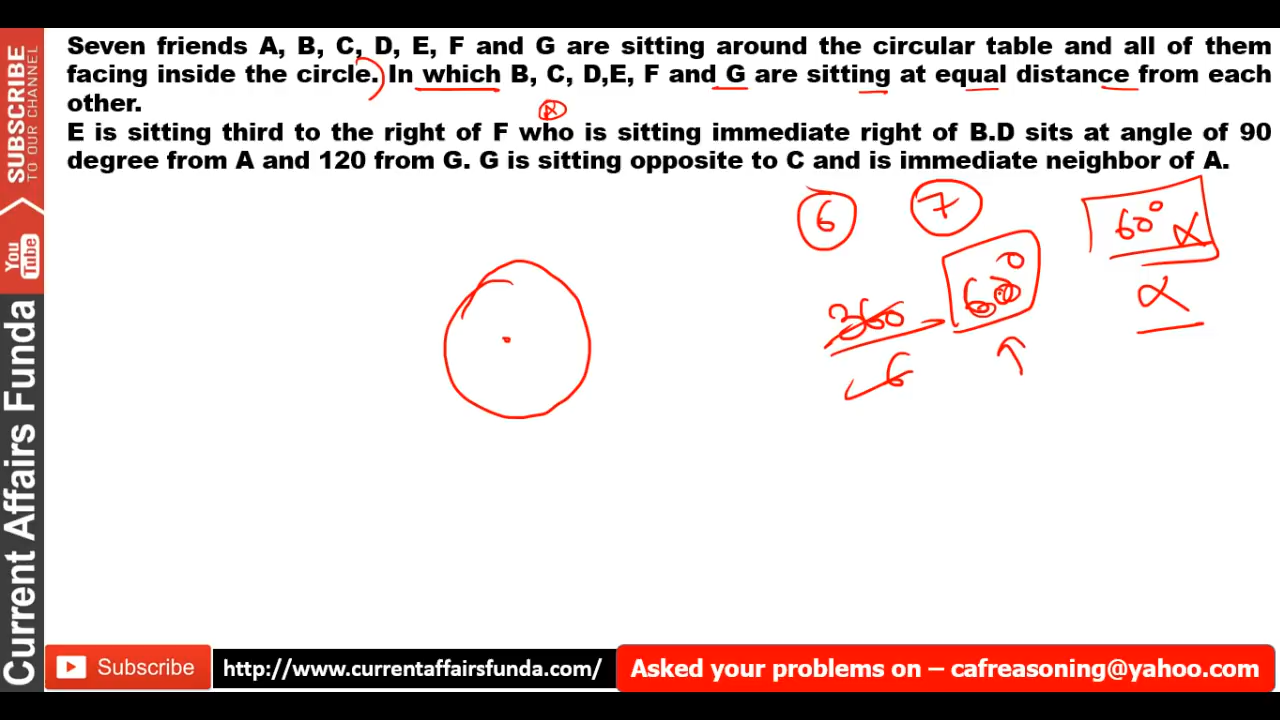 Seven friends A, B, C, D, E, F and G are sitting around the circular table and all of them
facing inside the circle. In which B, C, D,E, F and G are sitting at equal distance from each
other.
E is sitting third to the right of F who is sitting immediate right of B.D sits at angle of 90
degree from A and 120 from G. G is sitting opposite to C and is immediate neighbor of A.
6
7
60° α
360
6
60°
α
SUBSCRIBE
TO OUR CHANNEL
You Tube
Current Affairs Funda
Subscribe
http://www.currentaffairsfunda.com/
Asked your problems on – cafreasoning@yahoo.com